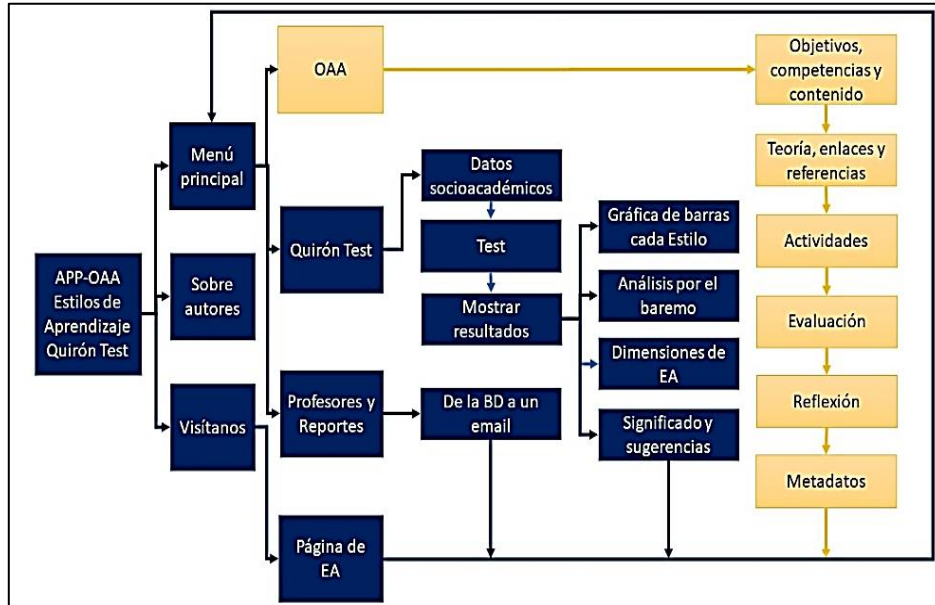 OAA
Objetivos,
competencias y
contenido
Menú
principal
Datos
socioacadémicos
Teoría, enlaces y
referencias
Quirón Test
Test
Gráfica de barras
cada Estilo
Actividades
APP-OAA
Estilos de
Aprendizaje
Quirón Test
Sobre
autores
Mostrar
resultados
Análisis por el
baremo
Evaluación
Dimensiones de
EA
Visítanos
Profesores y
Reportes
De la BD a un
email
Significado y
sugerencias
Reflexión
Metadatos
Página de
EA